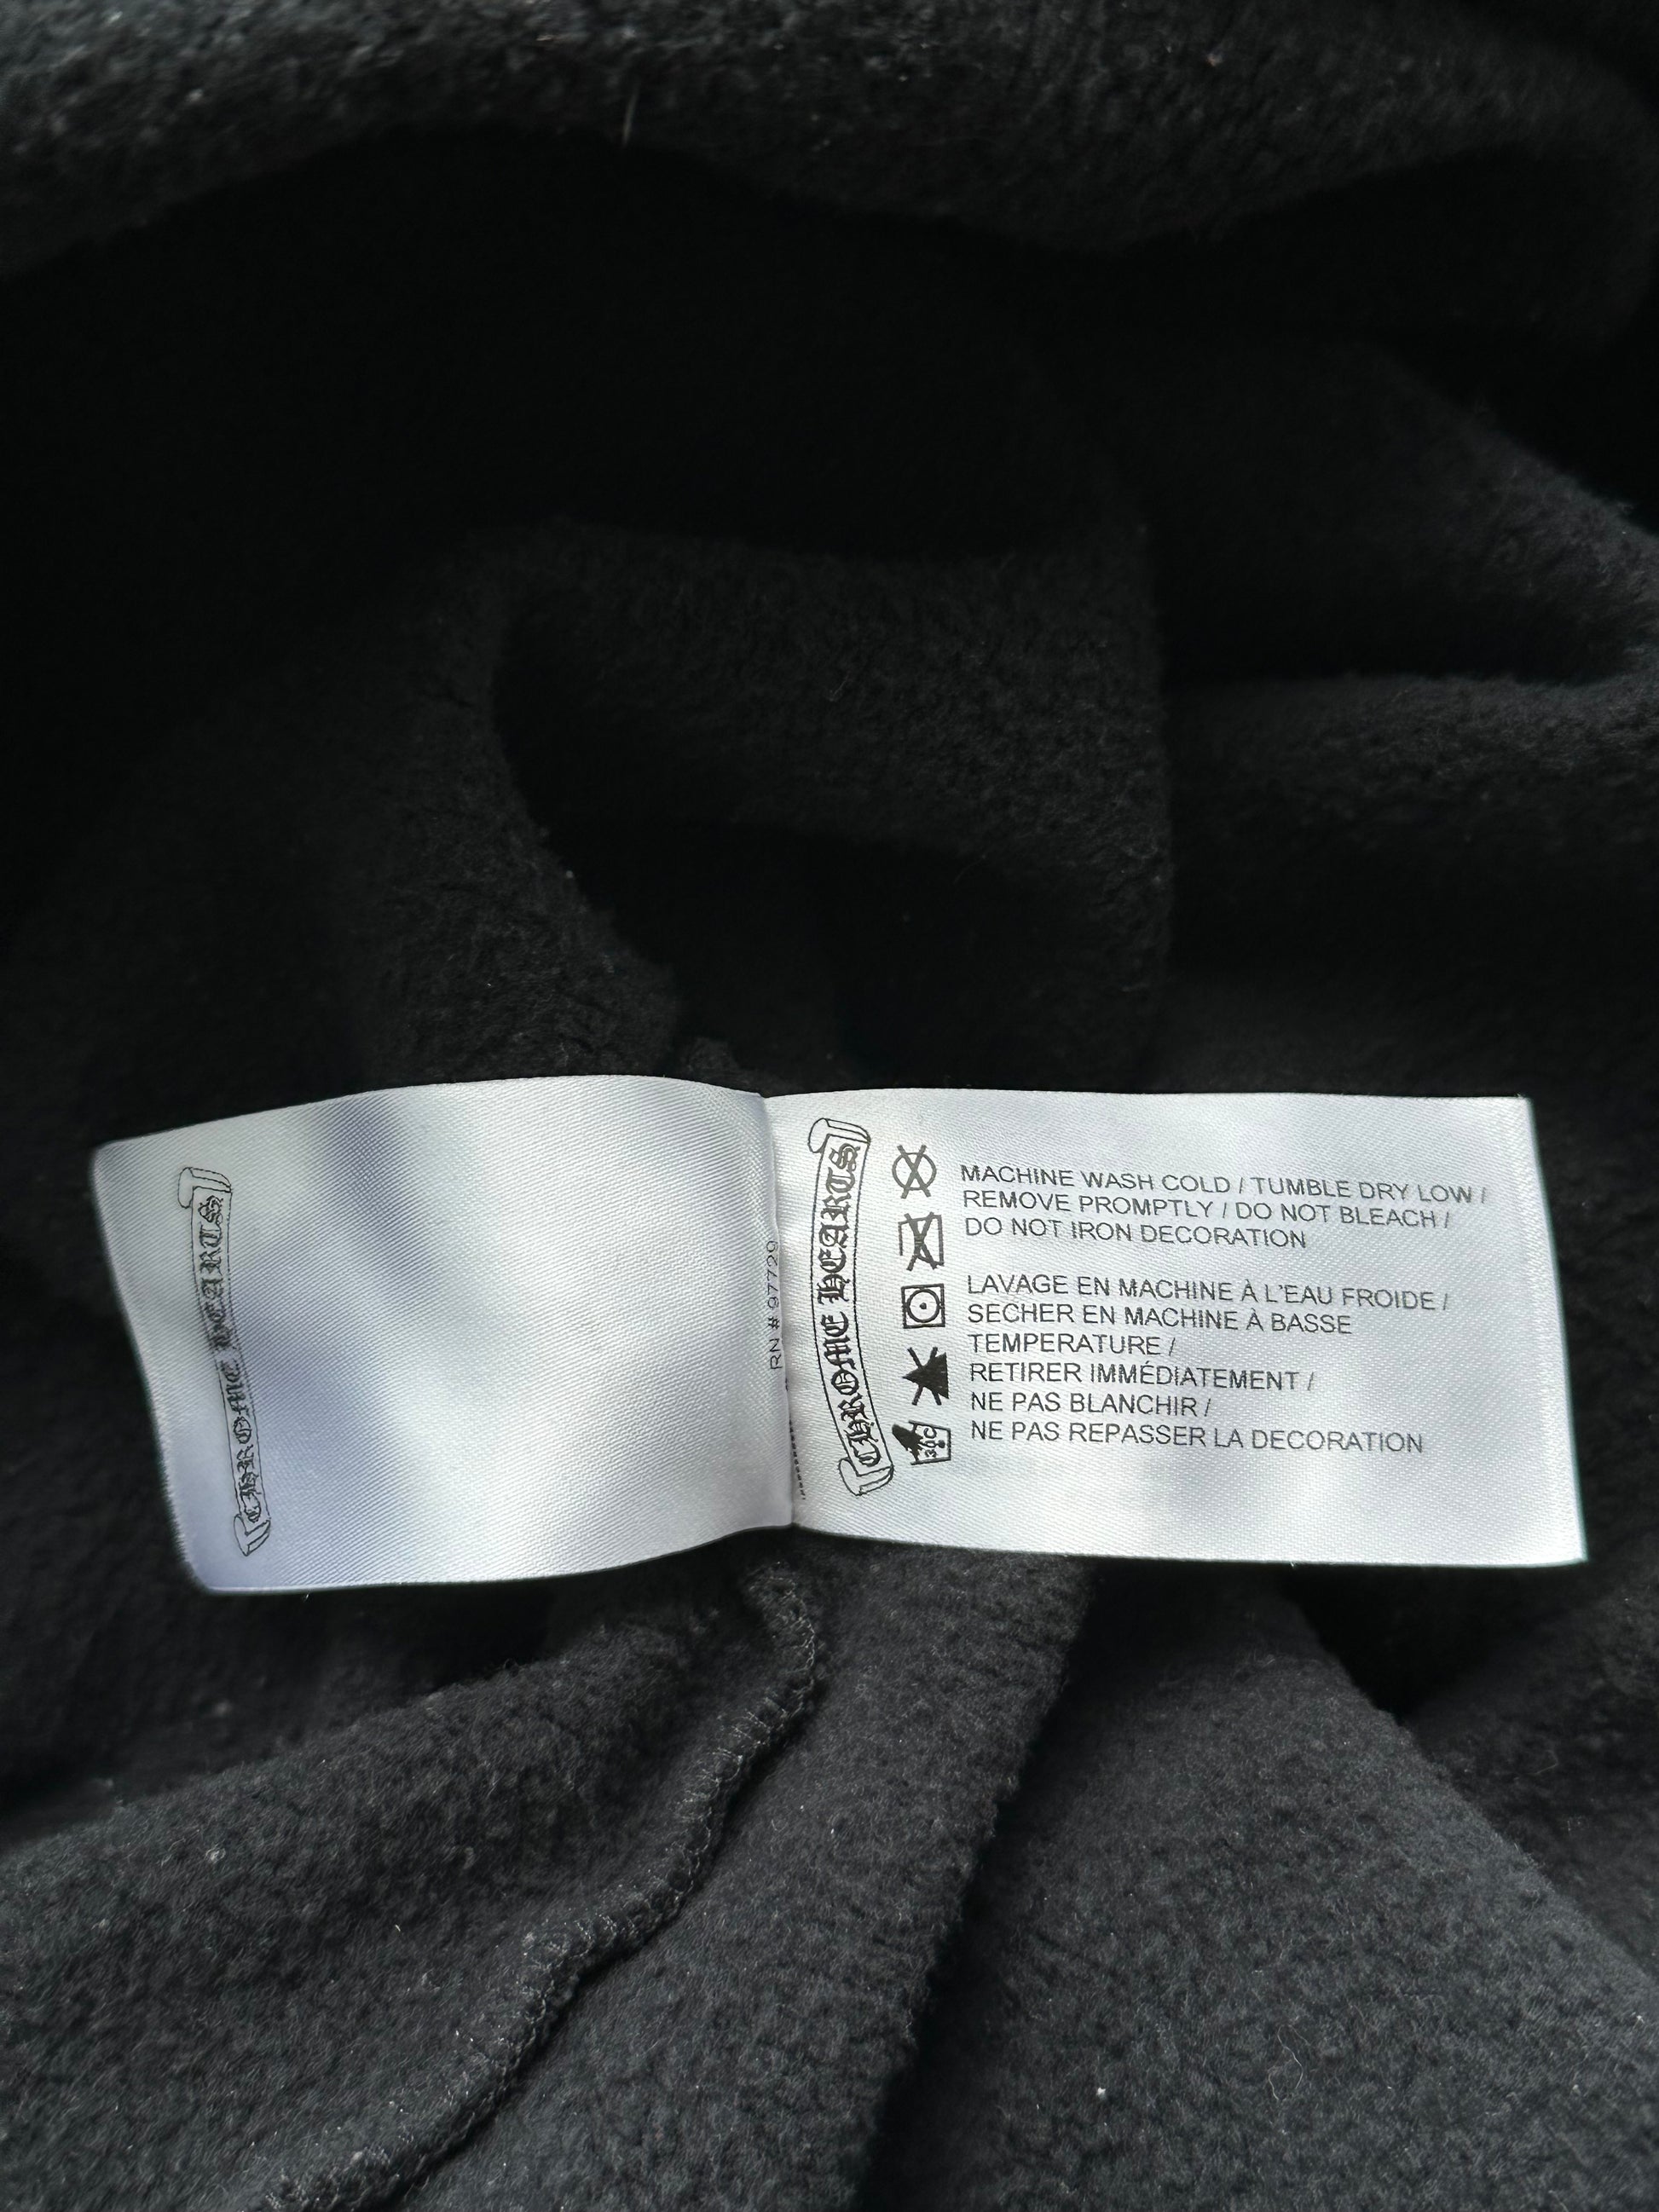 CHROME HEARTS
RN # 97729
CHROME HEARTS
MACHINE WASH COLD / TUMBLE DRY LOW /
REMOVE PROMPTLY / DO NOT BLEACH /
DO NOT IRON DECORATION
LAVAGE EN MACHINE À L'EAU FROIDE /
SECHER EN MACHINE À BASSE
TEMPERATURE /
RETIRER IMMÉDIATEMENT /
NE PAS BLANCHIR /
NE PAS REPASSER LA DECORATION
30C